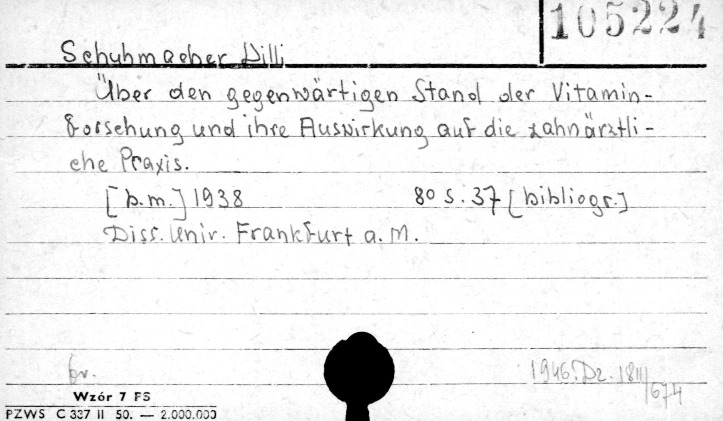 105224
Schuhmacher Dilli
Über den gegenwärtigen Stand der Vitamin-
forschung und ihre Auswirkung auf die zahnärztli-
che Praxis.
[b.m.] 1938 80 S. 37 [bibliogr.]
Diss. Univ. Frankfurt a. M.
br.
1946. Dz. 1811/674
Wzór 7 FS
PZWS C 337 II 50. — 2.000.000